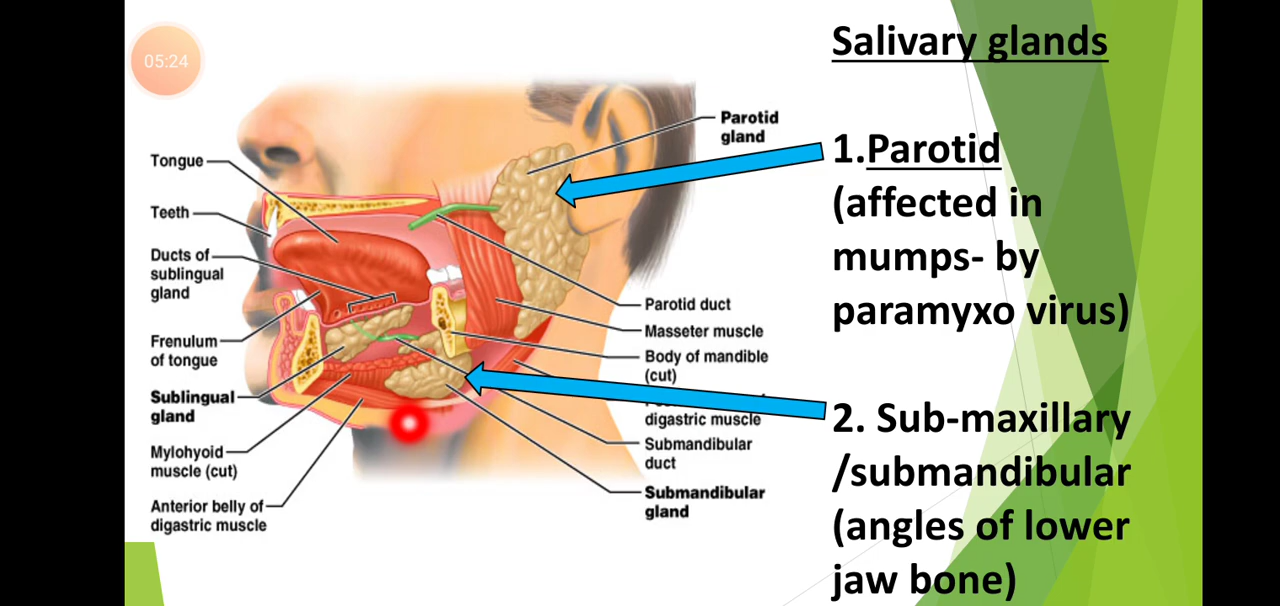 05:24
Salivary glands
Parotid
gland
1.Parotid
(affected in
mumps- by
paramyxo virus)
2. Sub-maxillary
/submandibular
(angles of lower
jaw bone)
Tongue
Teeth
Ducts of
sublingual
gland
Frenulum
of tongue
Sublingual
gland
Mylohyoid
muscle (cut)
Anterior belly of
digastric muscle
Parotid duct
Masseter muscle
Body of mandible
(cut)
digastric muscle
Submandibular
duct
Submandibular
gland